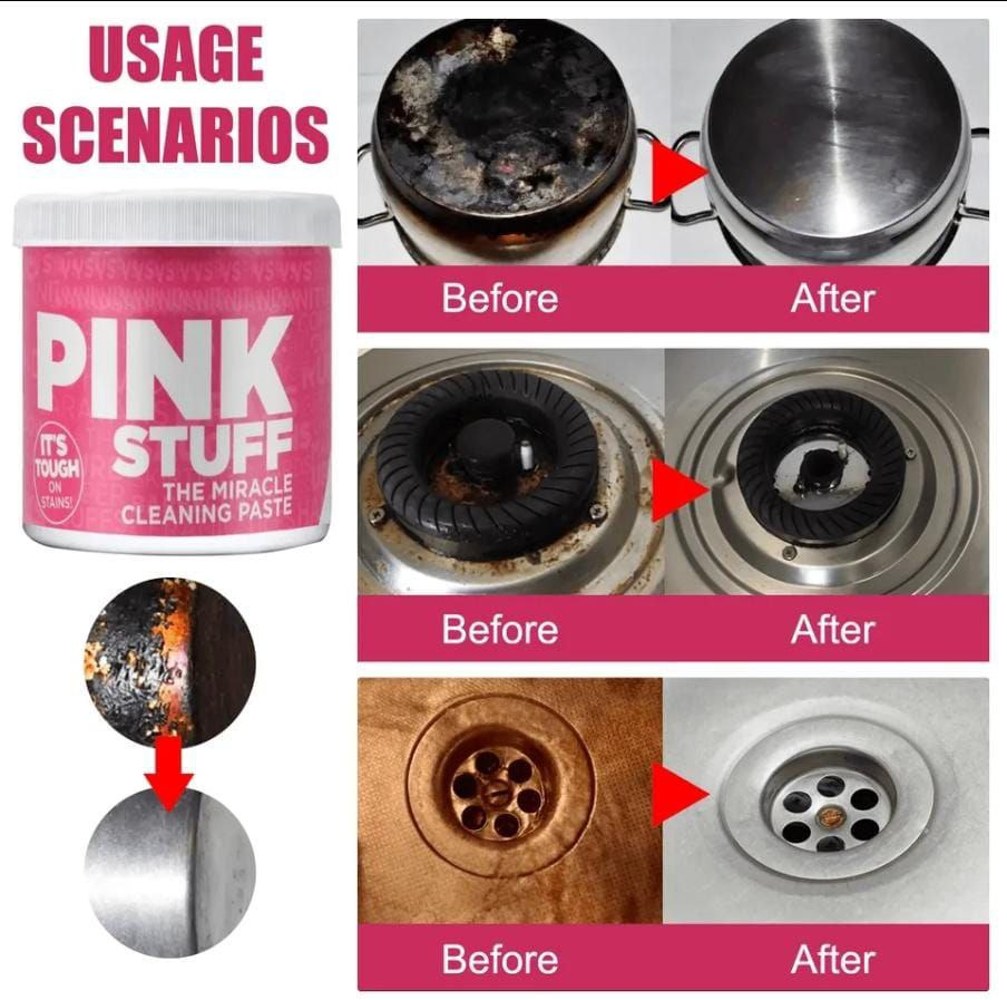 USAGE
SCENARIOS
PINK
STUFF
THE MIRACLE
CLEANING PASTE
IT'S
TOUGH
ON
STAINS!
Before
After
Before
After
Before
After